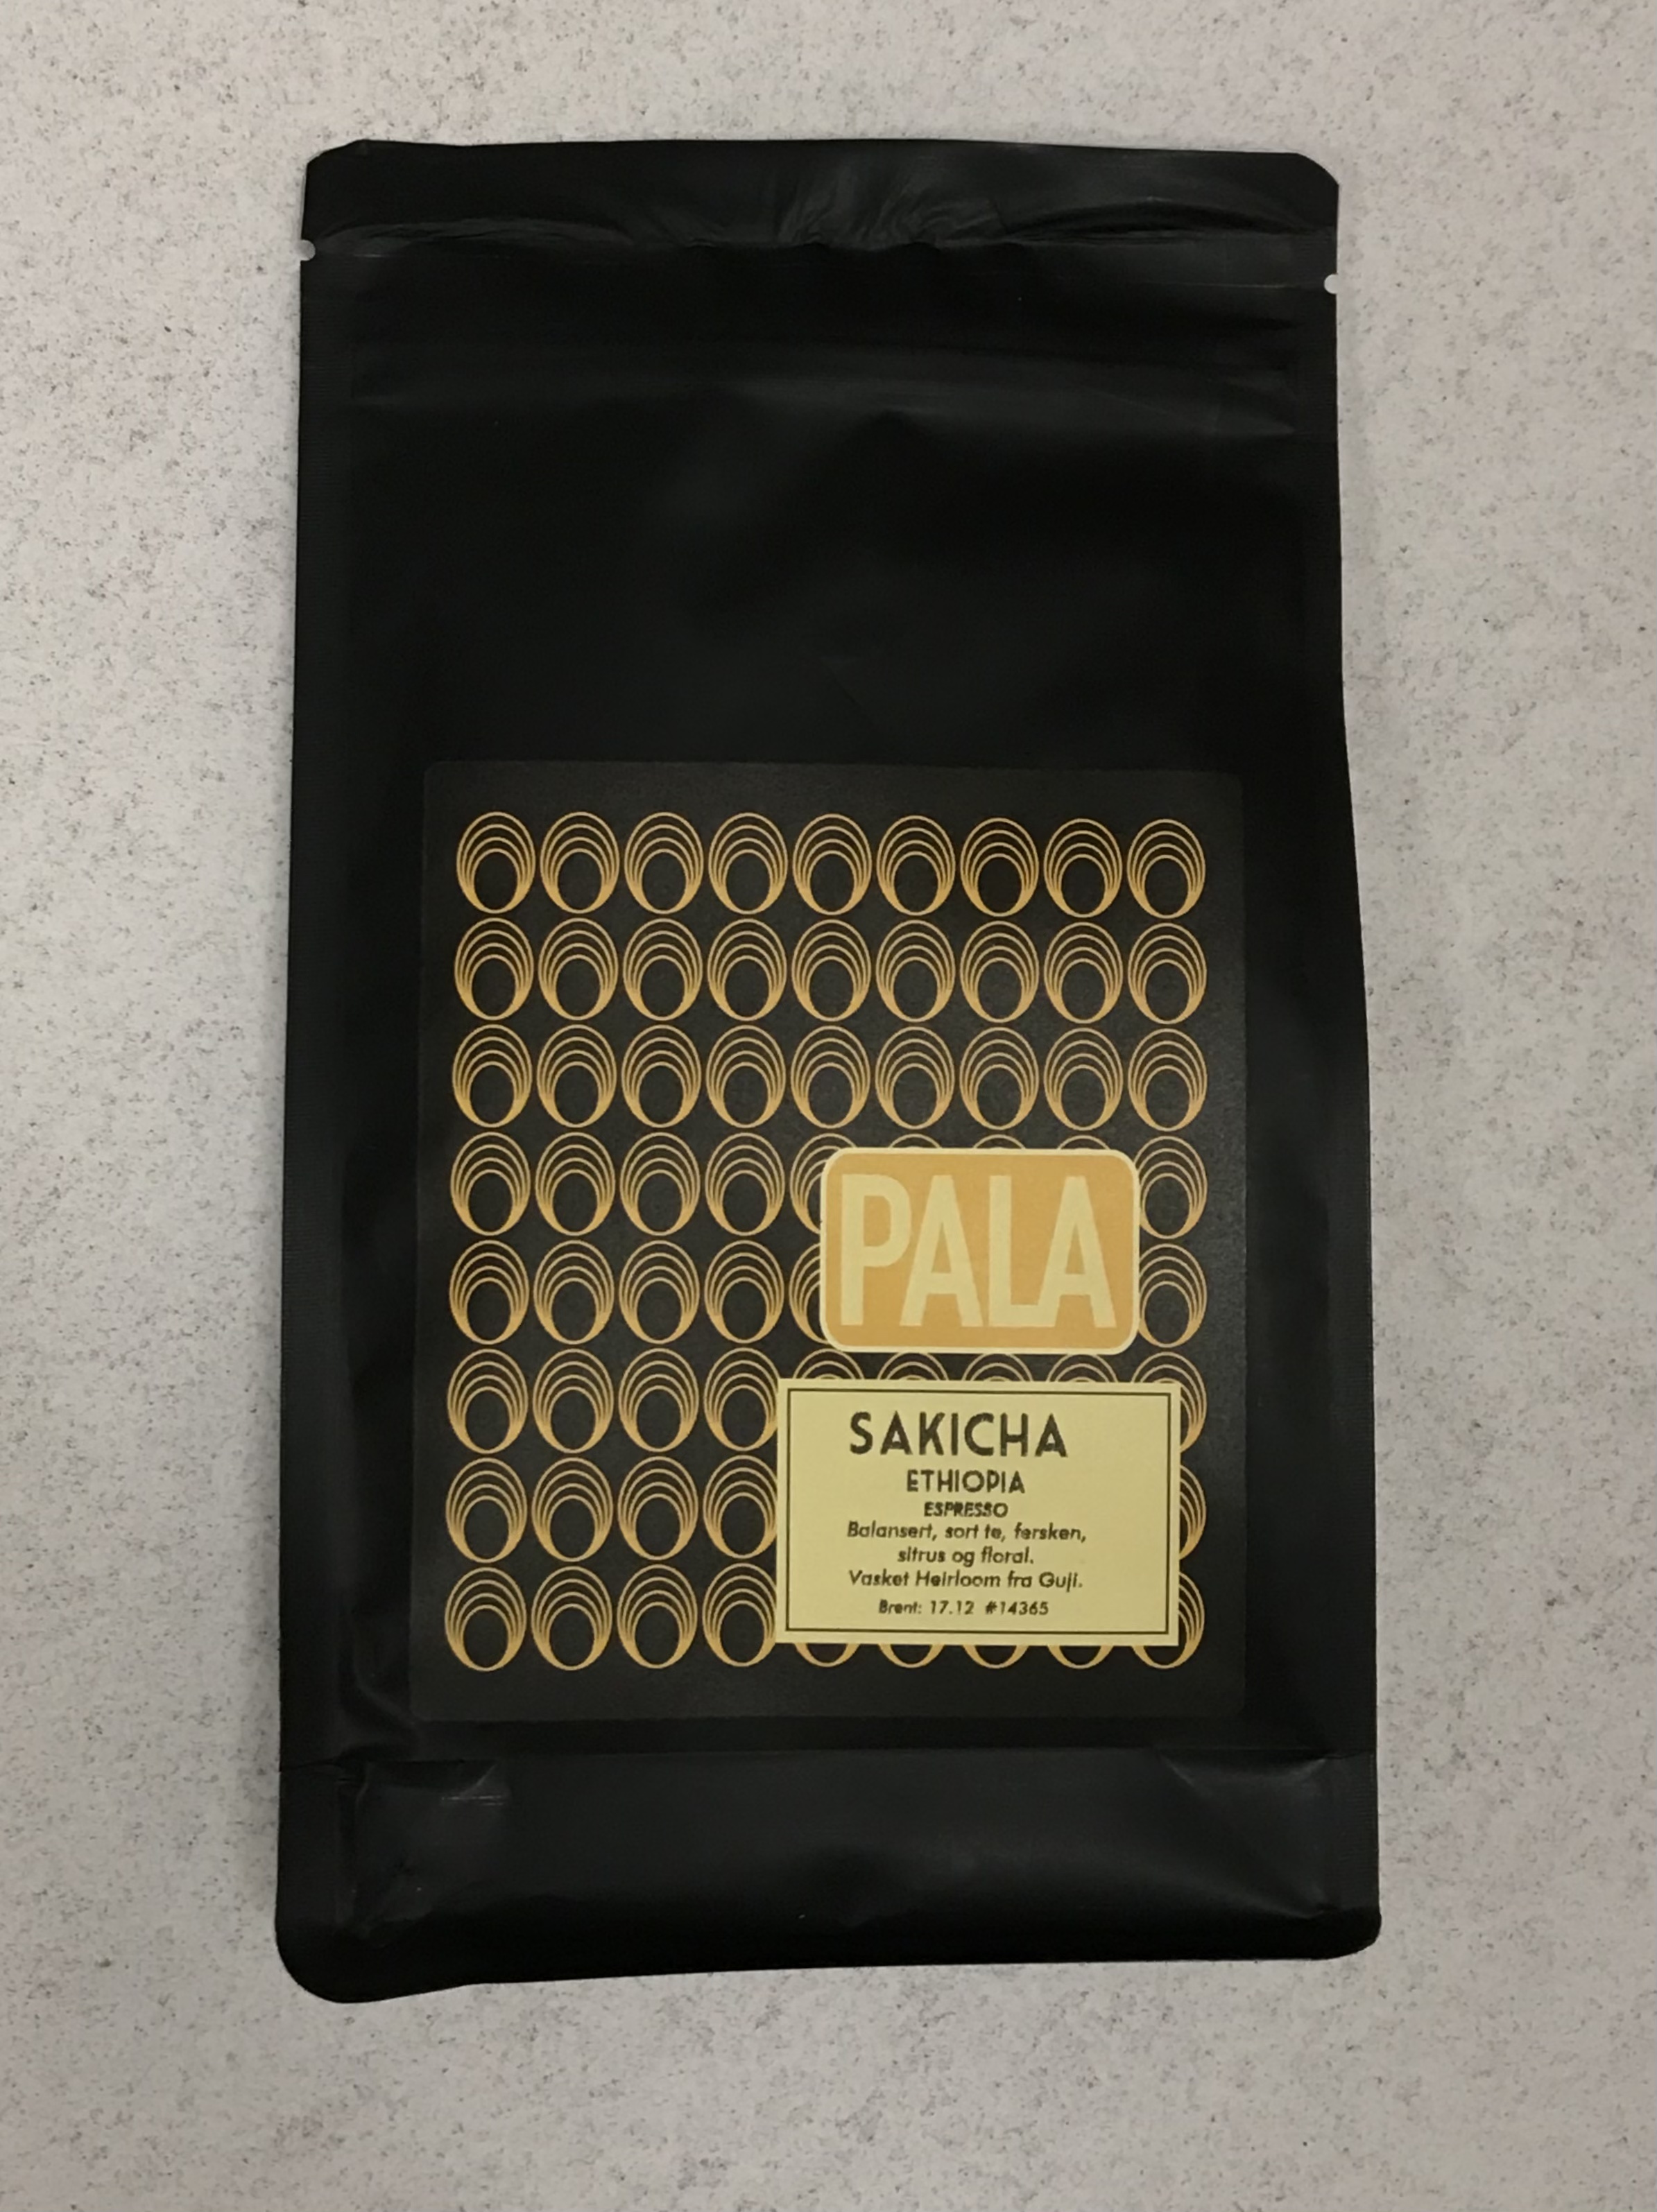 PALA
SAKICHA
ETHIOPIA
ESPRESSO
Balansert, sort te, fersken,
sitrus og floral.
Vasket Heirloom fra Guji.
Brent: 17.12 #14365